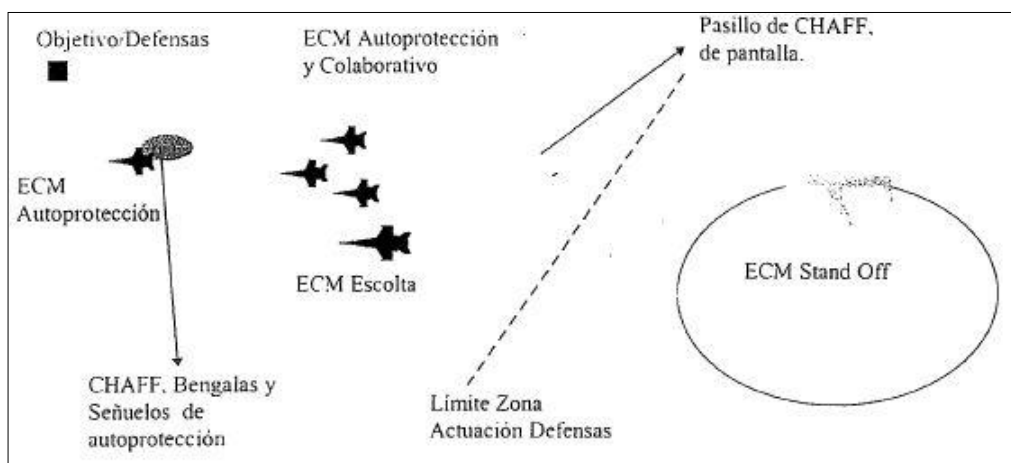 Objetivo/Defensas
ECM Autoprotección
y Colaborativo
Pasillo de CHAFF,
de pantalla.
ECM
Autoprotección
ECM Escolta
ECM Stand Off
CHAFF, Bengalas y
Señuelos de
autoprotección
Límite Zona
Actuación Defensas